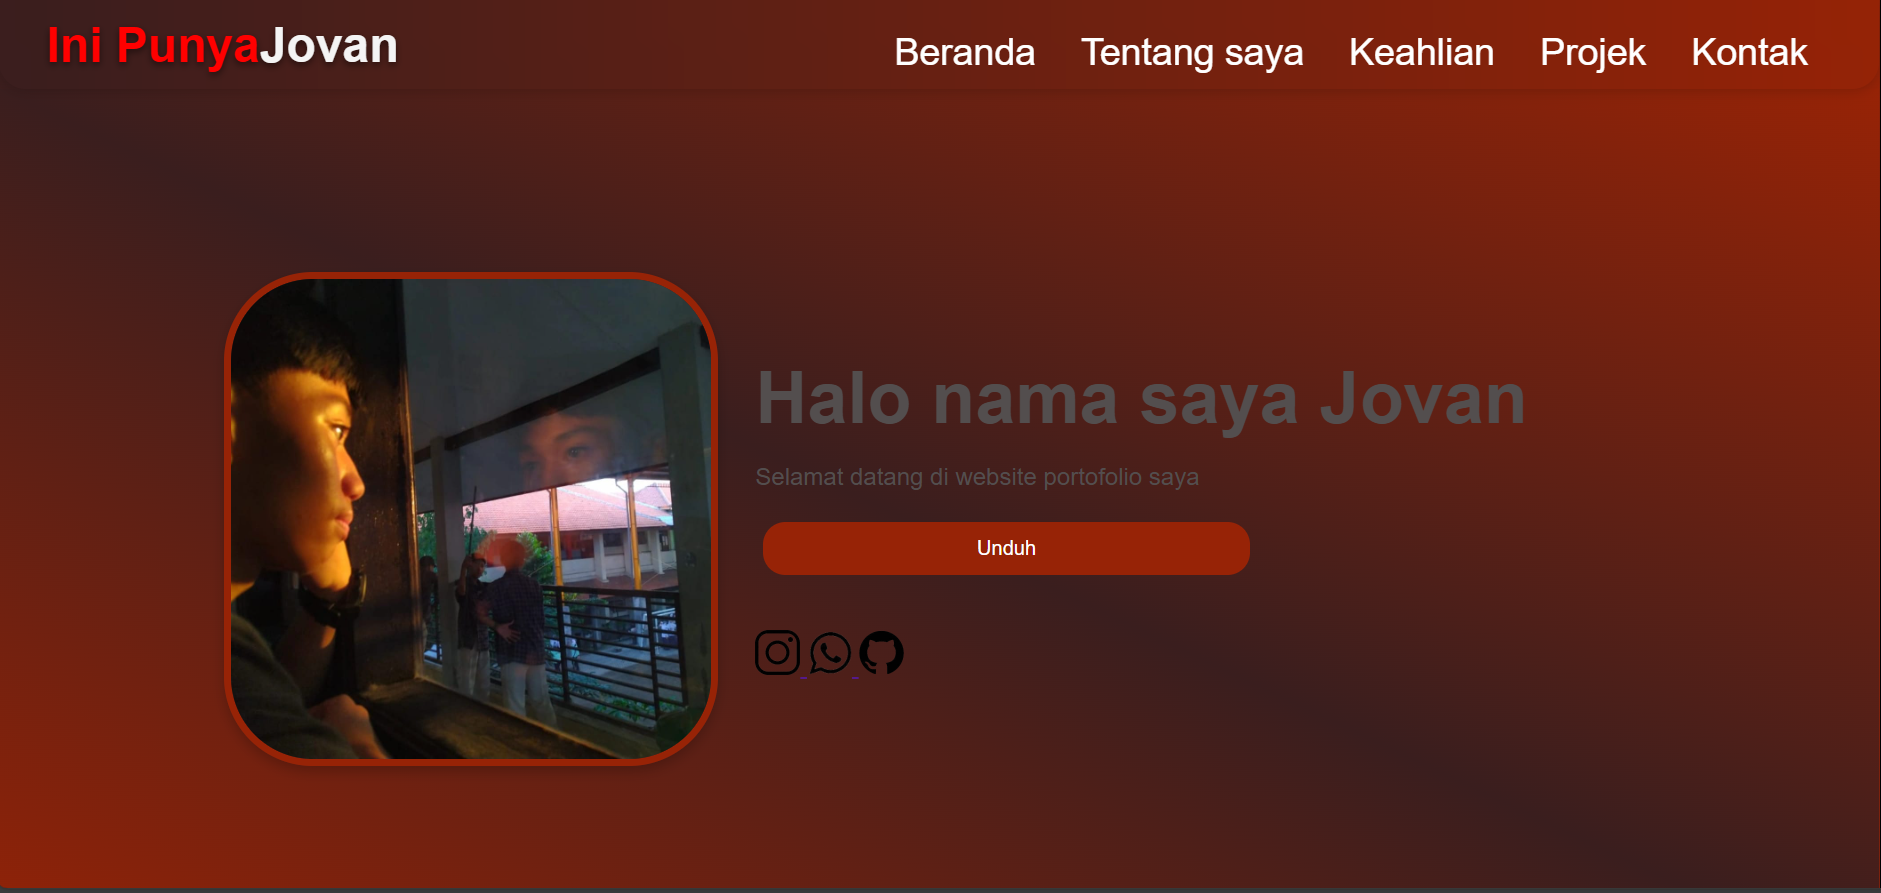 Ini PunyaJovan
Beranda Tentang saya Keahlian Projek Kontak
Halo nama saya Jovan
Selamat datang di website portofolio saya
Unduh